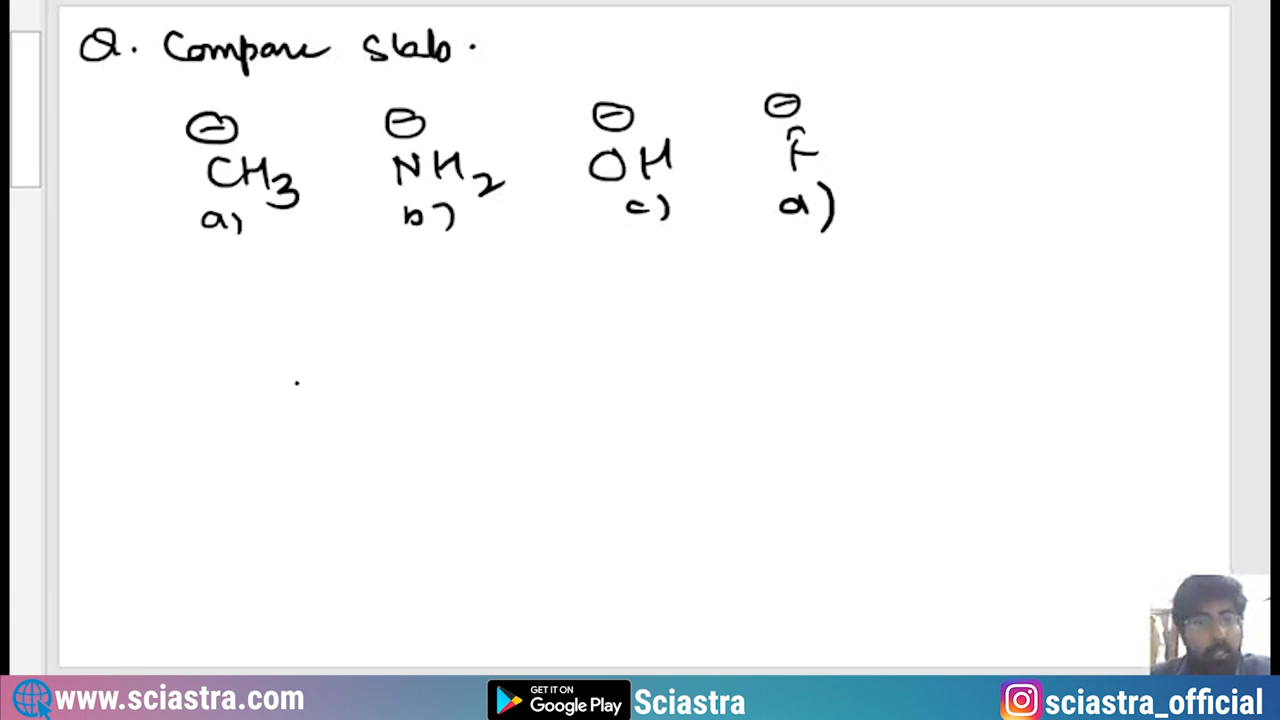 Q. Compare Stab.
⊖ ⊖ ⊖ ⊖
CH3 NH2 OH F
a) b) c) d)
www.sciastra.com GET IT ON Google Play Sciastra sciastra_official